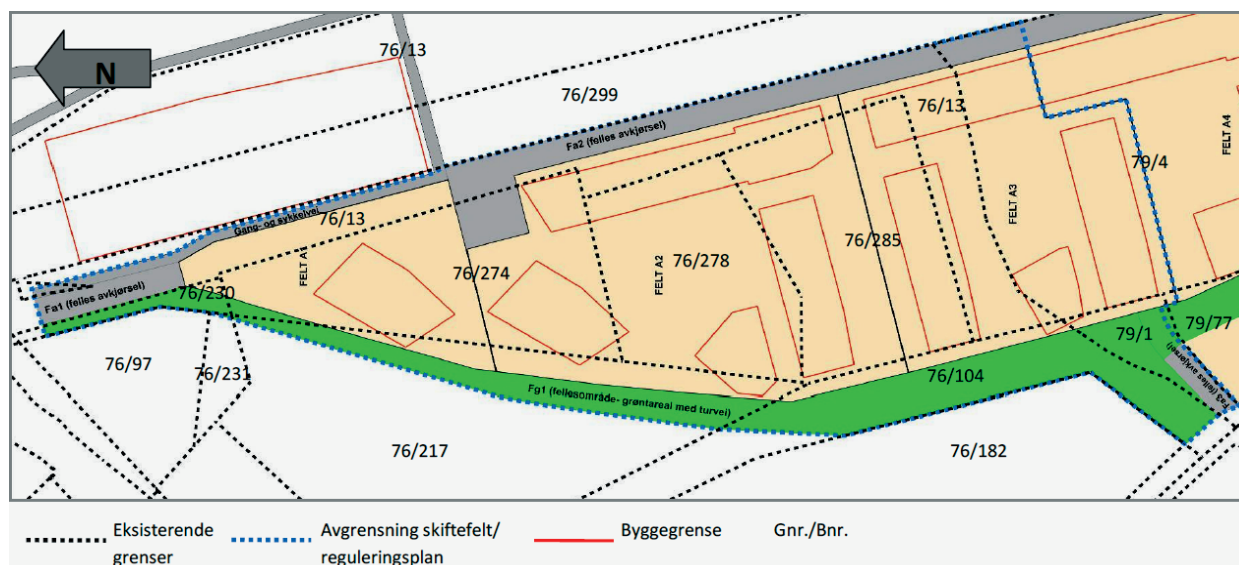 N
76/13
76/299
76/13
79/4
FELT A4
Fa2 (felles avkjørsel)
Gang- og sykkelvei
76/13
FELT A1
76/274
FELT A2
76/278
76/285
FELT A3
Fa1 (felles avkjørsel)
76/230
79/1
79/77
Fa3 (felles avkjørsel)
76/97
76/231
Fg1 (fellesområde- grøntareal med turvei)
76/104
76/217
76/182
Eksisterende
grenser
Avgrensning skiftefelt/
reguleringsplan
Byggegrense
Gnr./Bnr.